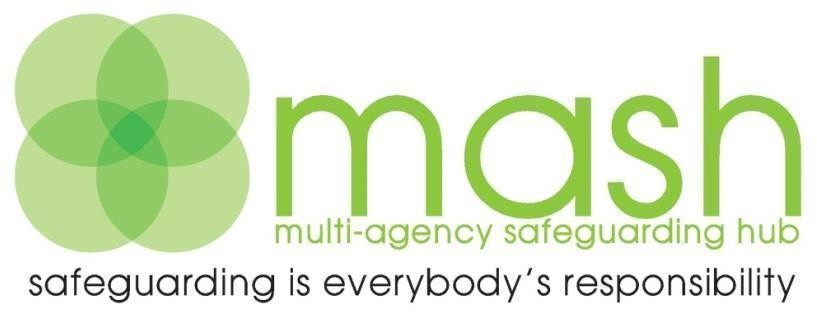 mash
multi-agency safeguarding hub
safeguarding is everybody's responsibility